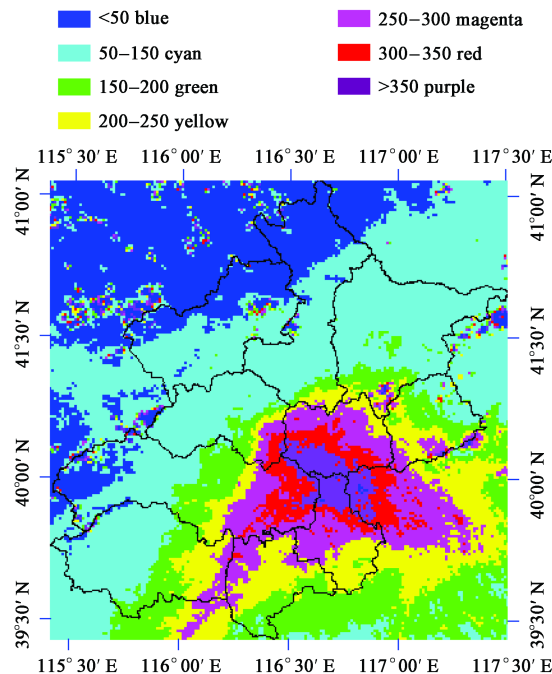 <50 blue
50–150 cyan
150–200 green
200–250 yellow
250–300 magenta
300–350 red
>350 purple
115°30′ E 116°00′ E 116°30′ E 117°00′ E 117°30′ E
41°00′ N
41°30′ N
40°00′ N
39°30′ N
41°00′ N
41°30′ N
40°00′ N
39°30′ N
115°30′ E 116°00′ E 116°30′ E 117°00′ E 117°30′ E